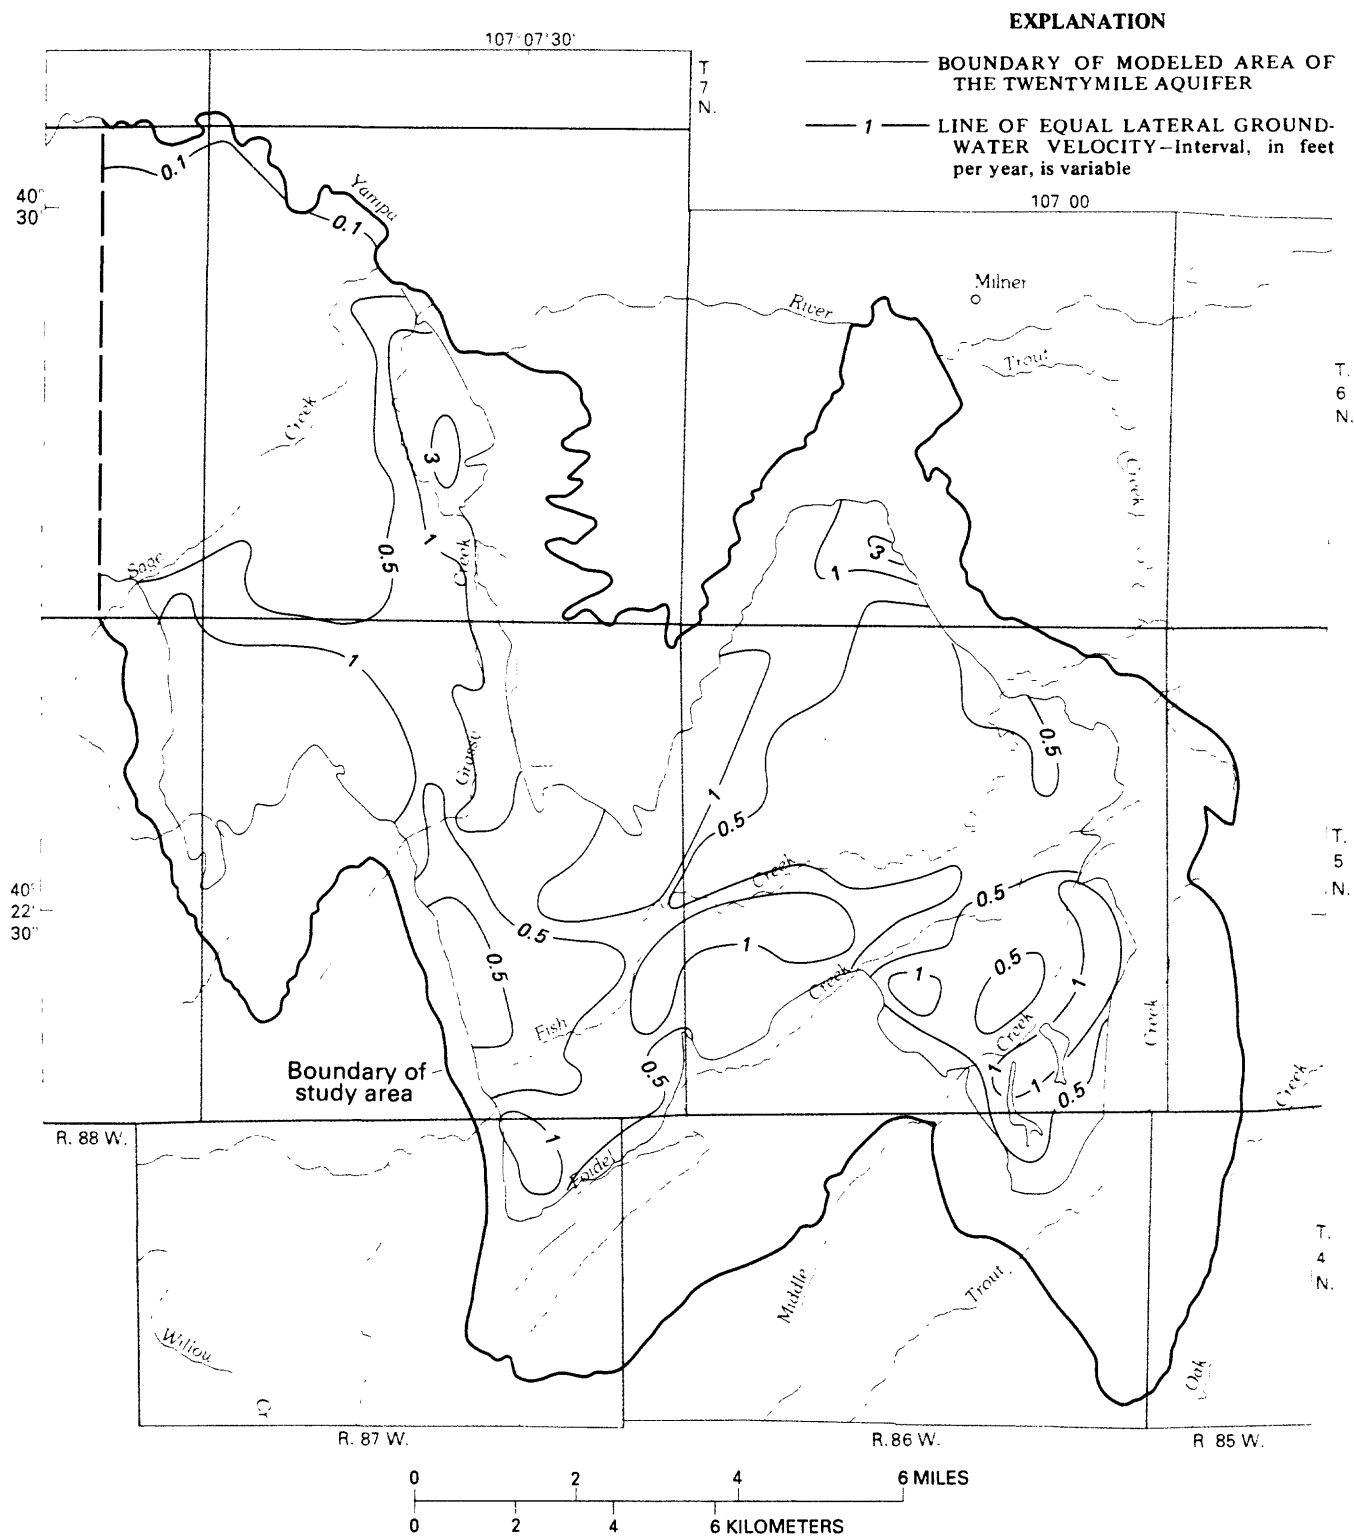 EXPLANATION
BOUNDARY OF MODELED AREA OF
THE TWENTYMILE AQUIFER
1
LINE OF EQUAL LATERAL GROUND-
WATER VELOCITY—Interval, in feet
per year, is variable
107°07'30'
T
7
N.
107 00
40°
30'
0.1
Yampa
0.1
Milner
River
Trout
T.
6
N.
Creek
3
Creek
0.5
1
Creek
3
1
Sage
1
Grassy
0.5
1
0.5
T.
5
N.
40°
22'
30"
Creek
0.5
0.5
0.5
1
1
0.5
1
Creek
Fish
Creek
Creek
Boundary of
study area
0.5
1
1
0.5
Creek
R. 88 W.
1
Foidel
T.
4
N.
Middle
Trout
Willow
Cr
Oak
R. 87 W.
R. 86 W.
R 85 W.
0
2
4
6 MILES
0
2
4
6 KILOMETERS